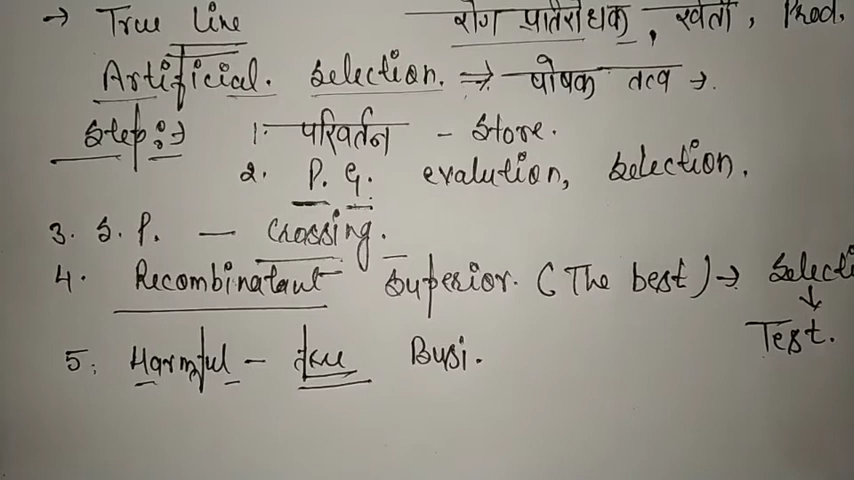 → True line रोग प्रतिरोधक, खेती, Prod.
Artificial. Selection. ⇒ पोषक तत्व →.
Step:→ 1. परिवर्तन - Store.
2. P. G. evalution, Selection.
3. S. P. — Crossing.
4. Recombinatant Superior. (The best) → Selecti
↓
Test.
5. Harmful - Busi.